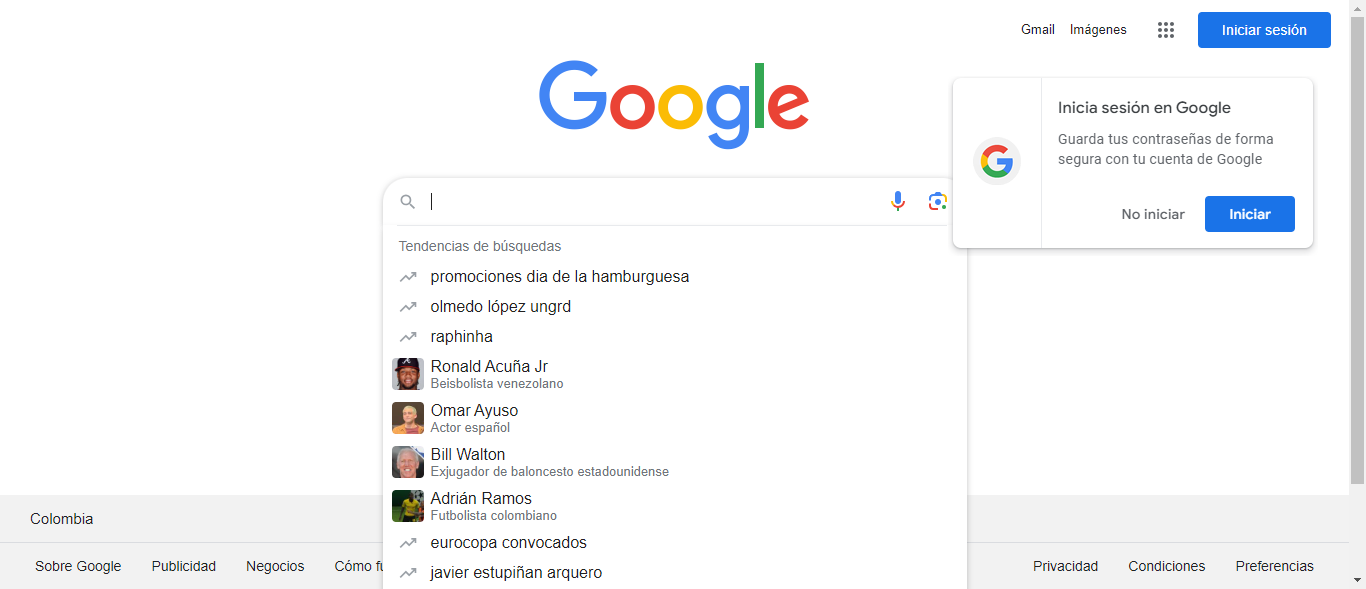 Gmail Imágenes Iniciar sesión
Google
Inicia sesión en Google
Guarda tus contraseñas de forma
segura con tu cuenta de Google
No iniciar Iniciar
Tendencias de búsquedas
promociones dia de la hamburguesa
olmedo lópez ungrd
raphinha
Ronald Acuña Jr
Beisbolista venezolano
Omar Ayuso
Actor español
Bill Walton
Exjugador de baloncesto estadounidense
Adrián Ramos
Futbolista colombiano
eurocopa convocados
javier estupiñan arquero
Colombia
Sobre Google Publicidad Negocios Cómo Privacidad Condiciones Preferencias